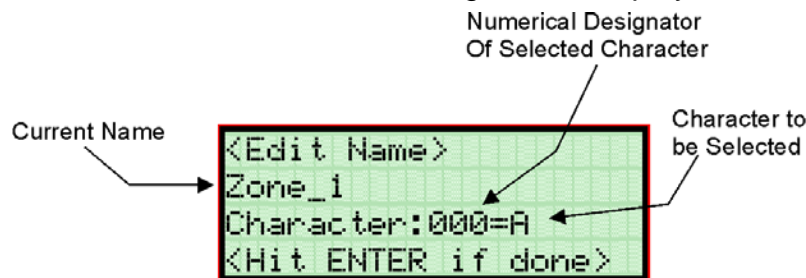 Numerical Designator
Of Selected Character
Current Name
Character to
be Selected
<Edit Name>
Zone_1
Character:000=A
<Hit ENTER if done>